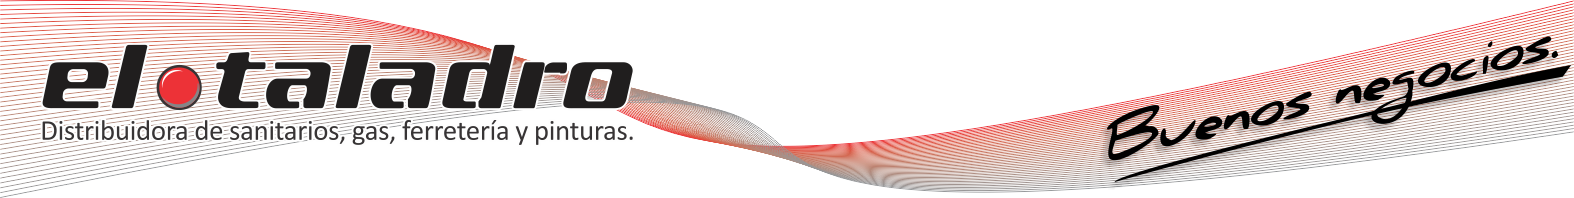 el taladro
Distribuidora de sanitarios, gas, ferretería y pinturas.
Buenos negocios.